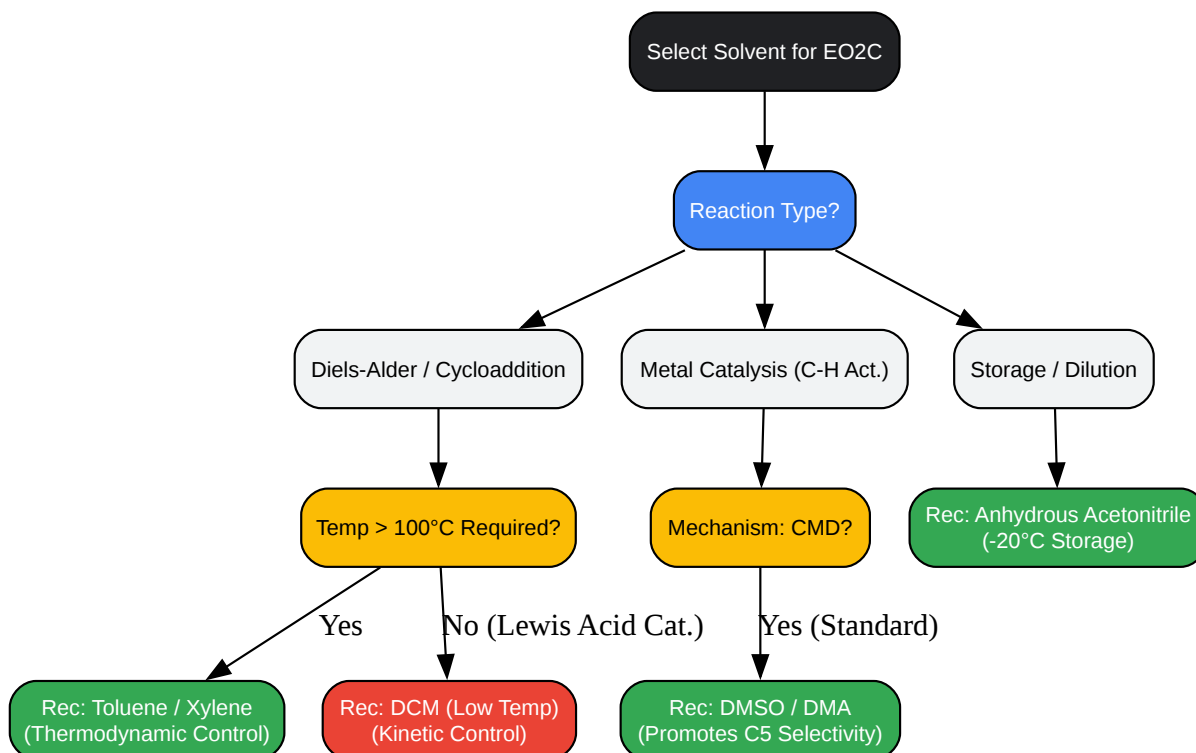 Select Solvent for EO2C
Reaction Type?
Diels-Alder / Cycloaddition
Metal Catalysis (C-H Act.)
Storage / Dilution
Temp > 100°C Required?
Mechanism: CMD?
Rec: Anhydrous Acetonitrile
(-20°C Storage)
Yes
No (Lewis Acid Cat.)
Yes (Standard)
Rec: Toluene / Xylene
(Thermodynamic Control)
Rec: DCM (Low Temp)
(Kinetic Control)
Rec: DMSO / DMA
(Promotes C5 Selectivity)